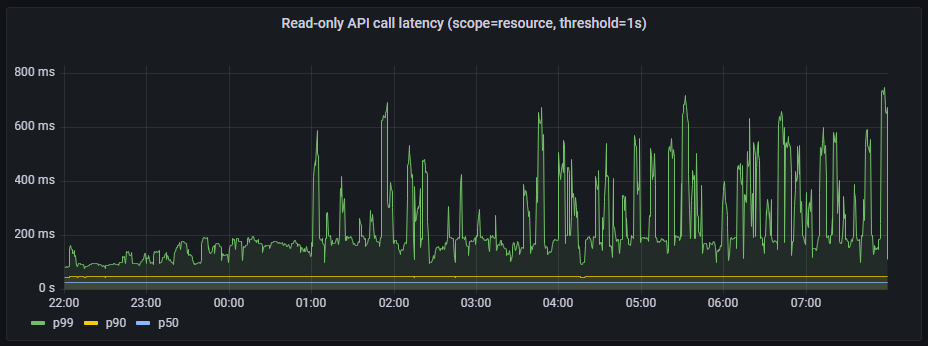 Read-only API call latency (scope=resource, threshold=1s)
800 ms
600 ms
400 ms
200 ms
0 s
22:00 23:00 00:00 01:00 02:00 03:00 04:00 05:00 06:00 07:00
p99 p90 p50